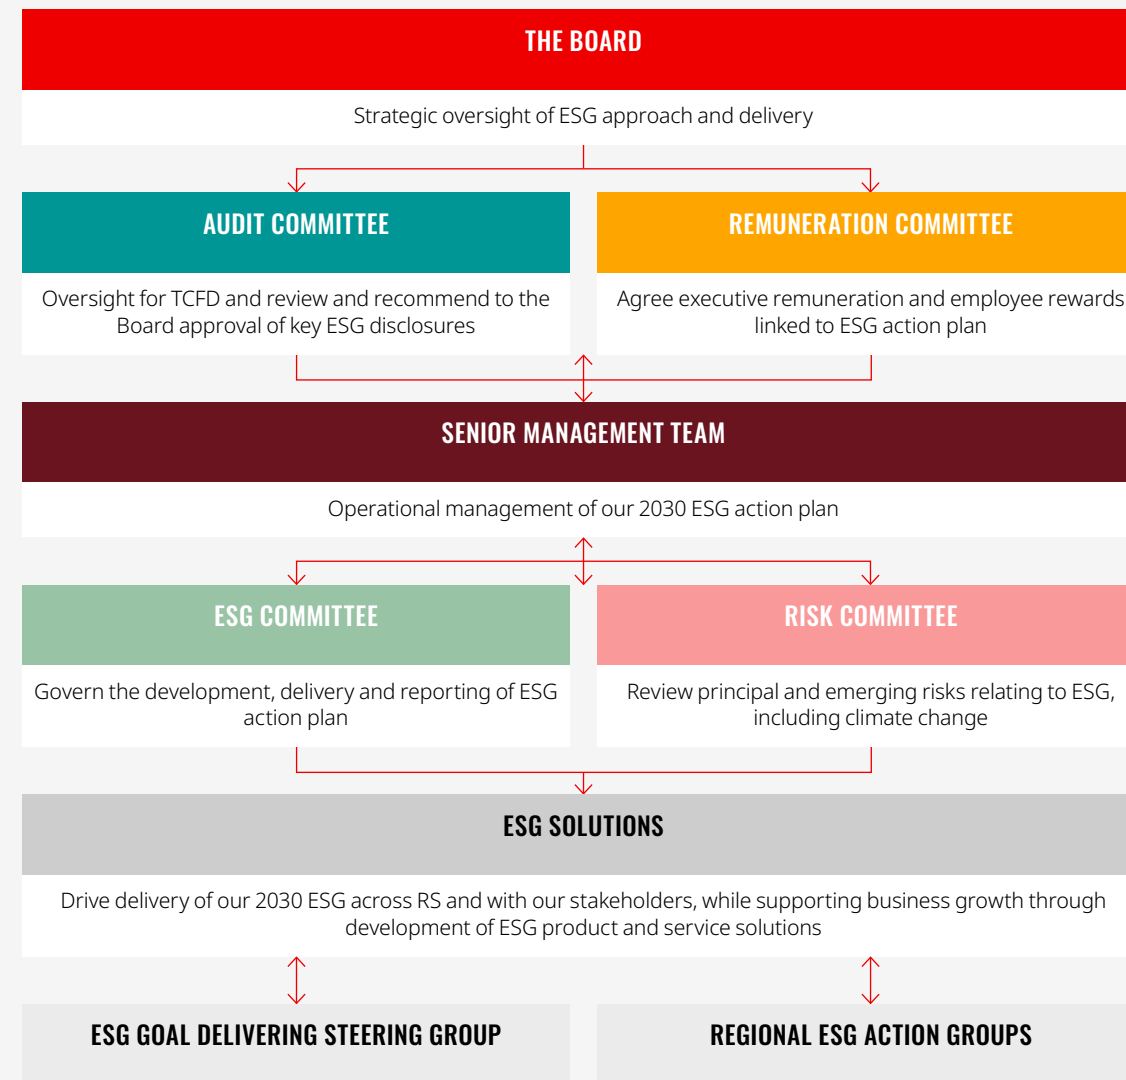 THE BOARD
Strategic oversight of ESG approach and delivery
AUDIT COMMITTEE
Oversight for TCFD and review and recommend to the
Board approval of key ESG disclosures
REMUNERATION COMMITTEE
Agree executive remuneration and employee rewards
linked to ESG action plan
SENIOR MANAGEMENT TEAM
Operational management of our 2030 ESG action plan
ESG COMMITTEE
Govern the development, delivery and reporting of ESG
action plan
RISK COMMITTEE
Review principal and emerging risks relating to ESG,
including climate change
ESG SOLUTIONS
Drive delivery of our 2030 ESG across RS and with our stakeholders, while supporting business growth through
development of ESG product and service solutions
ESG GOAL DELIVERING STEERING GROUP
REGIONAL ESG ACTION GROUPS